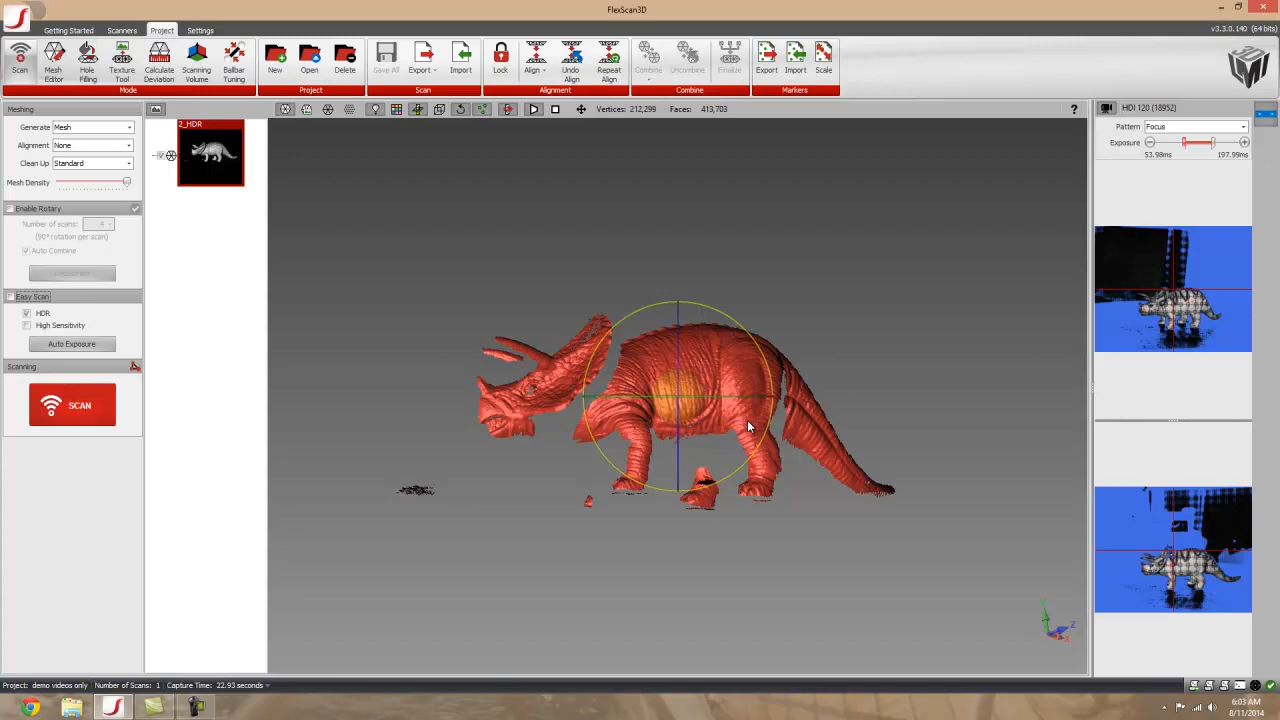 FlexScan3D
Getting Started Scanners Project Settings
v3.3.0.140 (64 bits)
Scan Mesh Editor Hole Filling Texture Tool Calculate Deviation Scanning Volume Ballbar Tuning New Open Delete Save All Export Import Lock Align Undo Align Repeat Align Combine Uncombine Finalize Export Import Scale
Mode Project Scan Alignment Combine Markers
Meshing
Vertices: 212,299 Faces: 413,703
?
HDI 120 (18952)
Generate Mesh
Alignment None
Clean Up Standard
Mesh Density
2_HDR
Pattern Focus
Exposure
53.98ms 197.99ms
Enable Rotary
Number of scans: 4
(90° rotation per scan)
Auto Combine
Easy Scan
HDR
High Sensitivity
Auto Exposure
Scanning
SCAN
Y
Z
X
Project: demo videos only Number of Scans: 1 Capture Time: 22.93 seconds
6:03 AM
8/11/2014